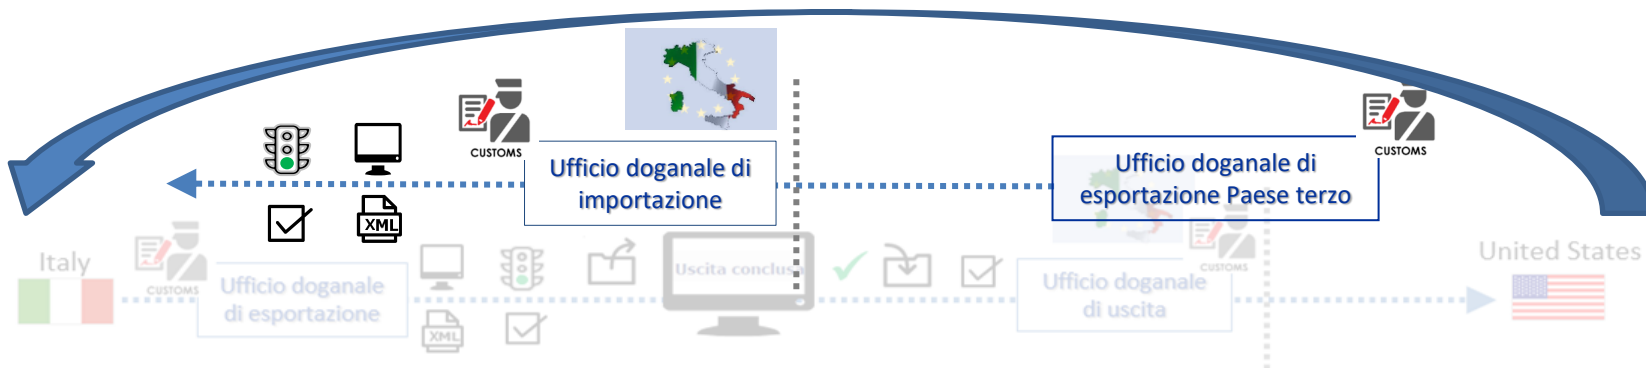 CUSTOMS
Ufficio doganale di
importazione
CUSTOMS
Ufficio doganale di
esportazione Paese terzo
XML
Italy
CUSTOMS
Ufficio doganale
di esportazione
XML
Uscita conclusa
CUSTOMS
Ufficio doganale
di uscita
United States